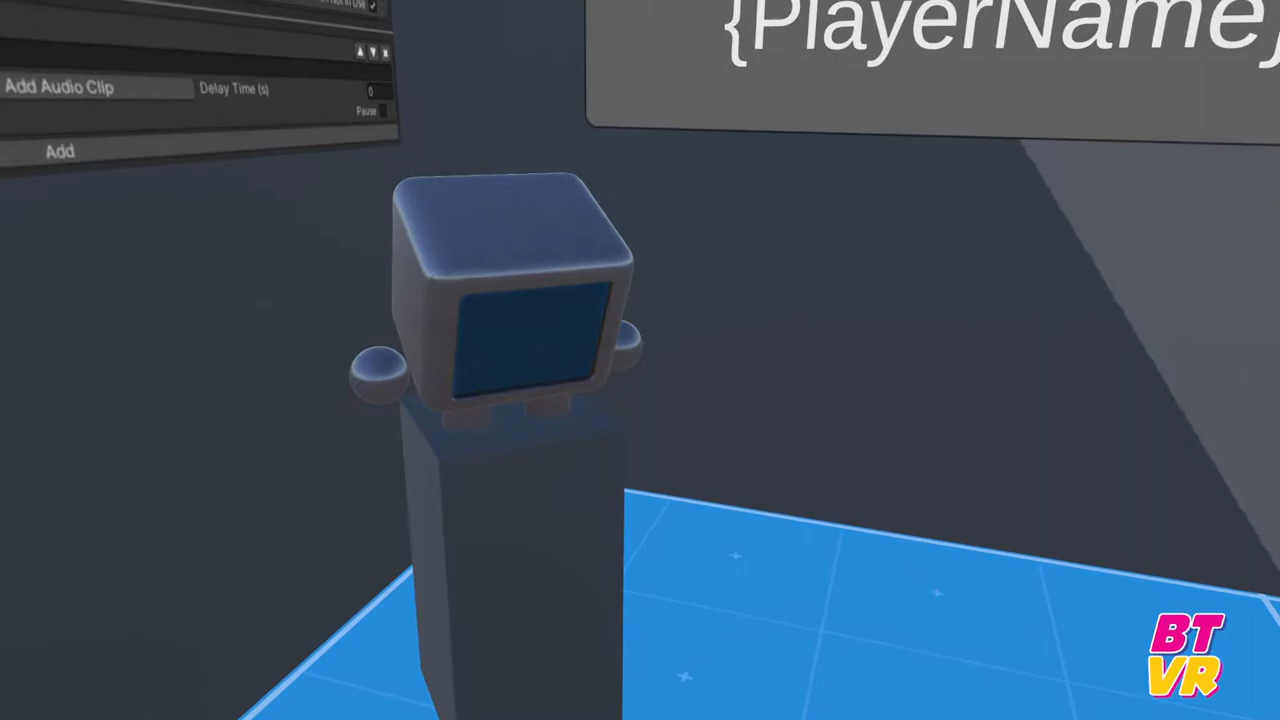 Add Audio Clip
Delay Time (s)
0
Pause
Add
{PlayerName}
BT
VR